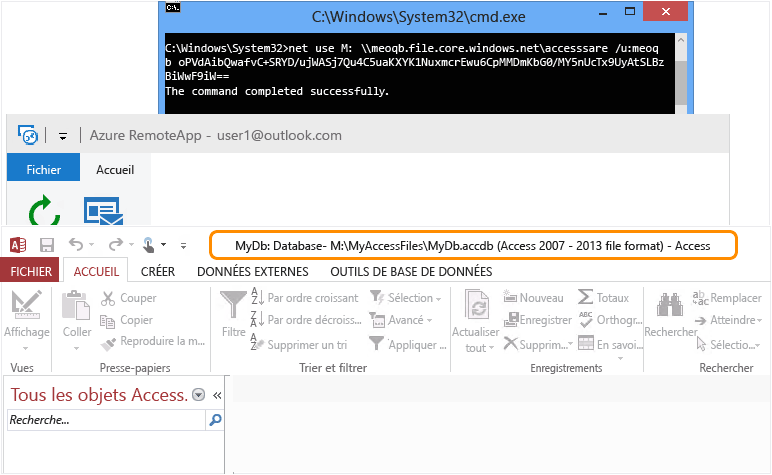 C:\Windows\System32\cmd.exe
C:\Windows\System32>net use M: \\meoqb.file.core.windows.net\accesssare /u:meoq
b oPVdAibQwafvC+SRYD/ujWASj7Qu4C5uaKXYK1NuxmcrEwu6CpMMDmKbG0/MY5nUcTx9UyAtSLBz
BiWwF9iW==
The command completed successfully.
Azure RemoteApp - user1@outlook.com
Fichier Accueil
MyDb: Database- M:\MyAccessFiles\MyDb.accdb (Access 2007 - 2013 file format) - Access
FICHIER ACCUEIL CRÉER DONNÉES EXTERNES OUTILS DE BASE DE DONNÉES
Couper Par ordre croissant Sélection Nouveau Totaux Remplacer
Affichage Coller Copier Filtre Par ordre décroiss... Avancé Actualiser tout Enregistrer Orthogr... Rechercher Atteindre
Reproduire la m... Supprimer un tri Appliquer ... Supprim... En savoi... Sélectio...
Vues Presse-papiers Trier et filtrer Enregistrements Rechercher
Tous les objets Access.
Recherche...